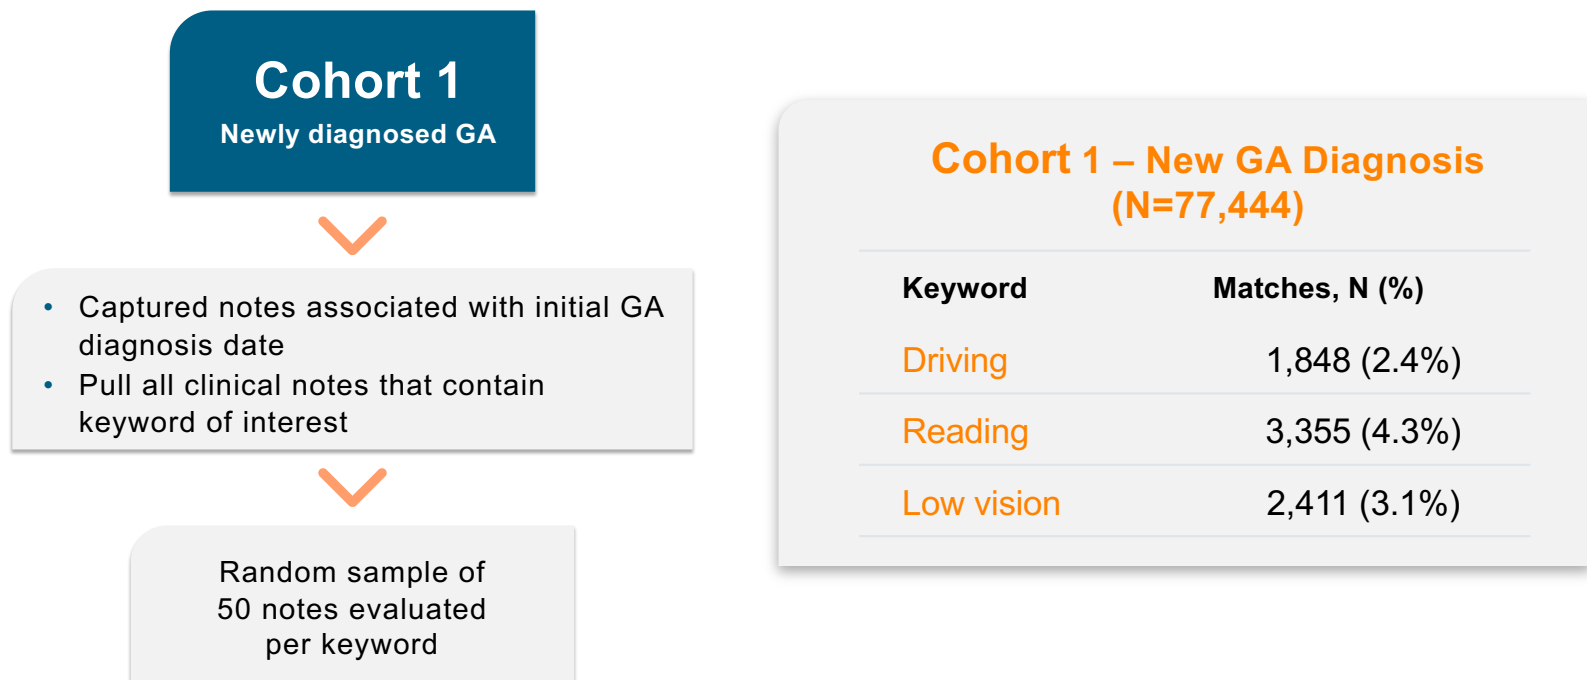 Cohort 1
Newly diagnosed GA
• Captured notes associated with initial GA
diagnosis date
• Pull all clinical notes that contain
keyword of interest
Random sample of
50 notes evaluated
per keyword
Cohort 1 – New GA Diagnosis
(N=77,444)
Keyword Matches, N (%)
Driving 1,848 (2.4%)
Reading 3,355 (4.3%)
Low vision 2,411 (3.1%)